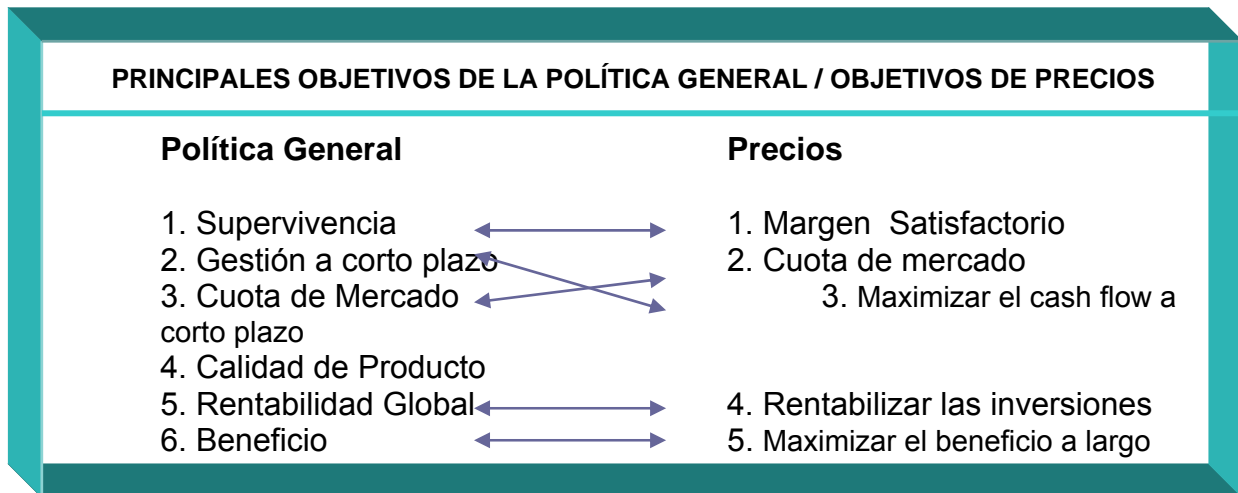 PRINCIPALES OBJETIVOS DE LA POLÍTICA GENERAL / OBJETIVOS DE PRECIOS
Política General Precios
1. Supervivencia 1. Margen Satisfactorio
2. Gestión a corto plazo 2. Cuota de mercado
3. Cuota de Mercado 3. Maximizar el cash flow a
corto plazo
4. Calidad de Producto
5. Rentabilidad Global 4. Rentabilizar las inversiones
6. Beneficio 5. Maximizar el beneficio a largo